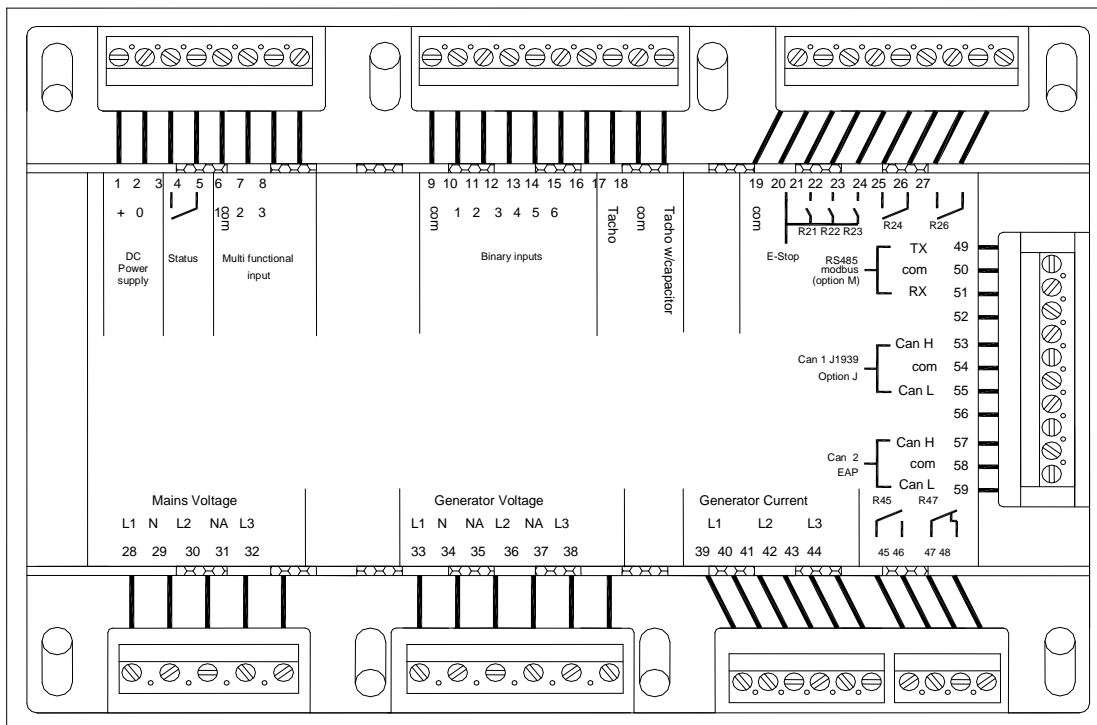 1 2 3 4 5 6 7 8 9 10 11 12 13 14 15 16 17 18 19 20 21 22 23 24 25 26 27
+ 0 com 1 2 3 com 1 2 3 4 5 6 Tacho com Tacho w/capacitor com
R21 R22 R23 R24 R26
DC
Power
supply
Status
Multi functional
input
Binary inputs
E-Stop
RS485
modbus
(option M)
TX 49
com 50
RX 51
52
Can 1 J1939
Option J
Can H 53
com 54
Can L 55
56
Can 2
EAP
Can H 57
com 58
Can L 59
Mains Voltage
L1 N L2 NA L3
28 29 30 31 32
Generator Voltage
L1 N NA L2 NA L3
33 34 35 36 37 38
Generator Current
L1 L2 L3
39 40 41 42 43 44
R45 R47
45 46 47 48